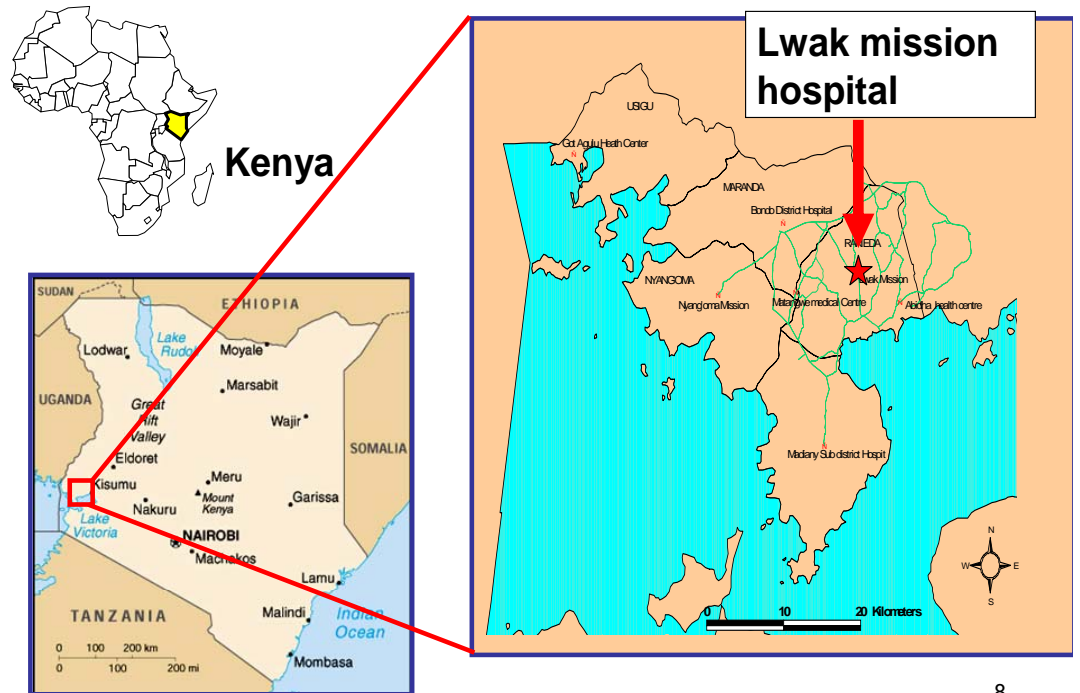 Kenya
Lwak mission
hospital
USIGU
Got Agulu Heath Center
MARANDA
Bondo District Hospital
NYANGOMA
Lwak Mission
Nyangoma Mission
Matangwe medical Centre
Abidha health centre
Madiany Sub district Hospit
N
W
E
S
0 10 20 Kilometers
SUDAN
ETHIOPIA
Lake
Lodwar
Moyale
Marsabit
UGANDA
Great
Rift
Valley
Wajir
SOMALIA
Eldoret
Kisumu
Meru
Mount
Kenya
Garissa
Nakuru
Lake
Victoria
NAIROBI
Machakos
Lamu
TANZANIA
Malindi
Indian
Ocean
Mombasa
0 100 200 km
0 100 200 mi
8